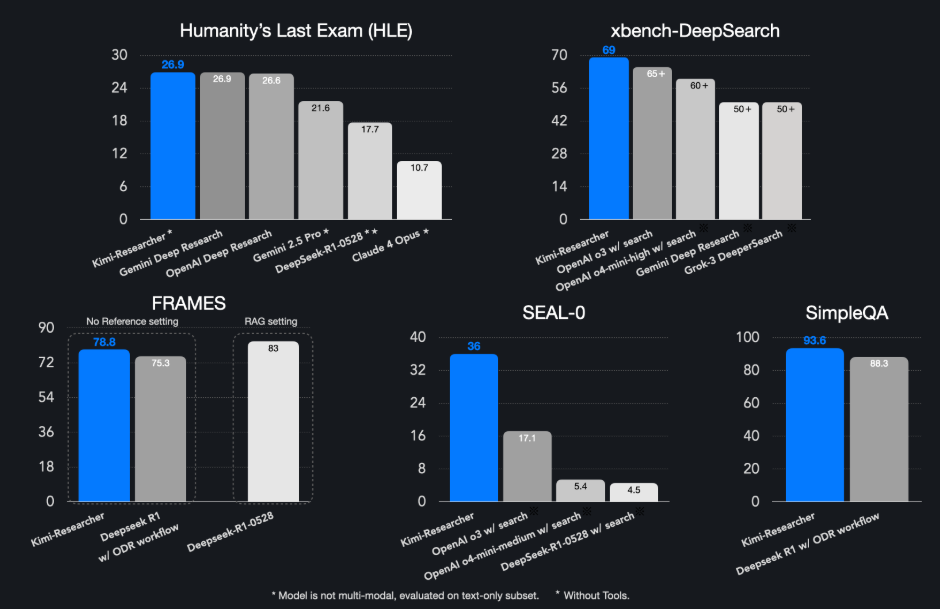 Humanity's Last Exam (HLE)
30
24
18
12
6
0
26.9
26.9
26.6
21.6
17.7
10.7
Kimi-Researcher *
Gemini Deep Research
OpenAI Deep Research
Gemini 2.5 Pro *
DeepSeek-R1-0528 * *
Claude 4 Opus *
xbench-DeepSearch
70
56
42
28
14
0
69
65+
60+
50+
50+
Kimi-Researcher
OpenAI o3 w/ search
OpenAI o4-mini-high w/ search
Gemini Deep Research
Grok-3 DeeperSearch
FRAMES
No Reference setting
RAG setting
90
72
54
36
18
0
78.8
75.3
83
Kimi-Researcher
Deepseek R1
w/ ODR workflow
Deepseek-R1-0528
SEAL-0
40
32
24
16
8
0
36
17.1
5.4
4.5
Kimi-Researcher
OpenAI o3 w/ search
OpenAI o4-mini-medium w/ search
DeepSeek-R1-0528 w/ search
SimpleQA
100
80
60
40
20
0
93.6
88.3
Kimi-Researcher
Deepseek R1 w/ ODR workflow
* Model is not multi-modal, evaluated on text-only subset. * Without Tools.